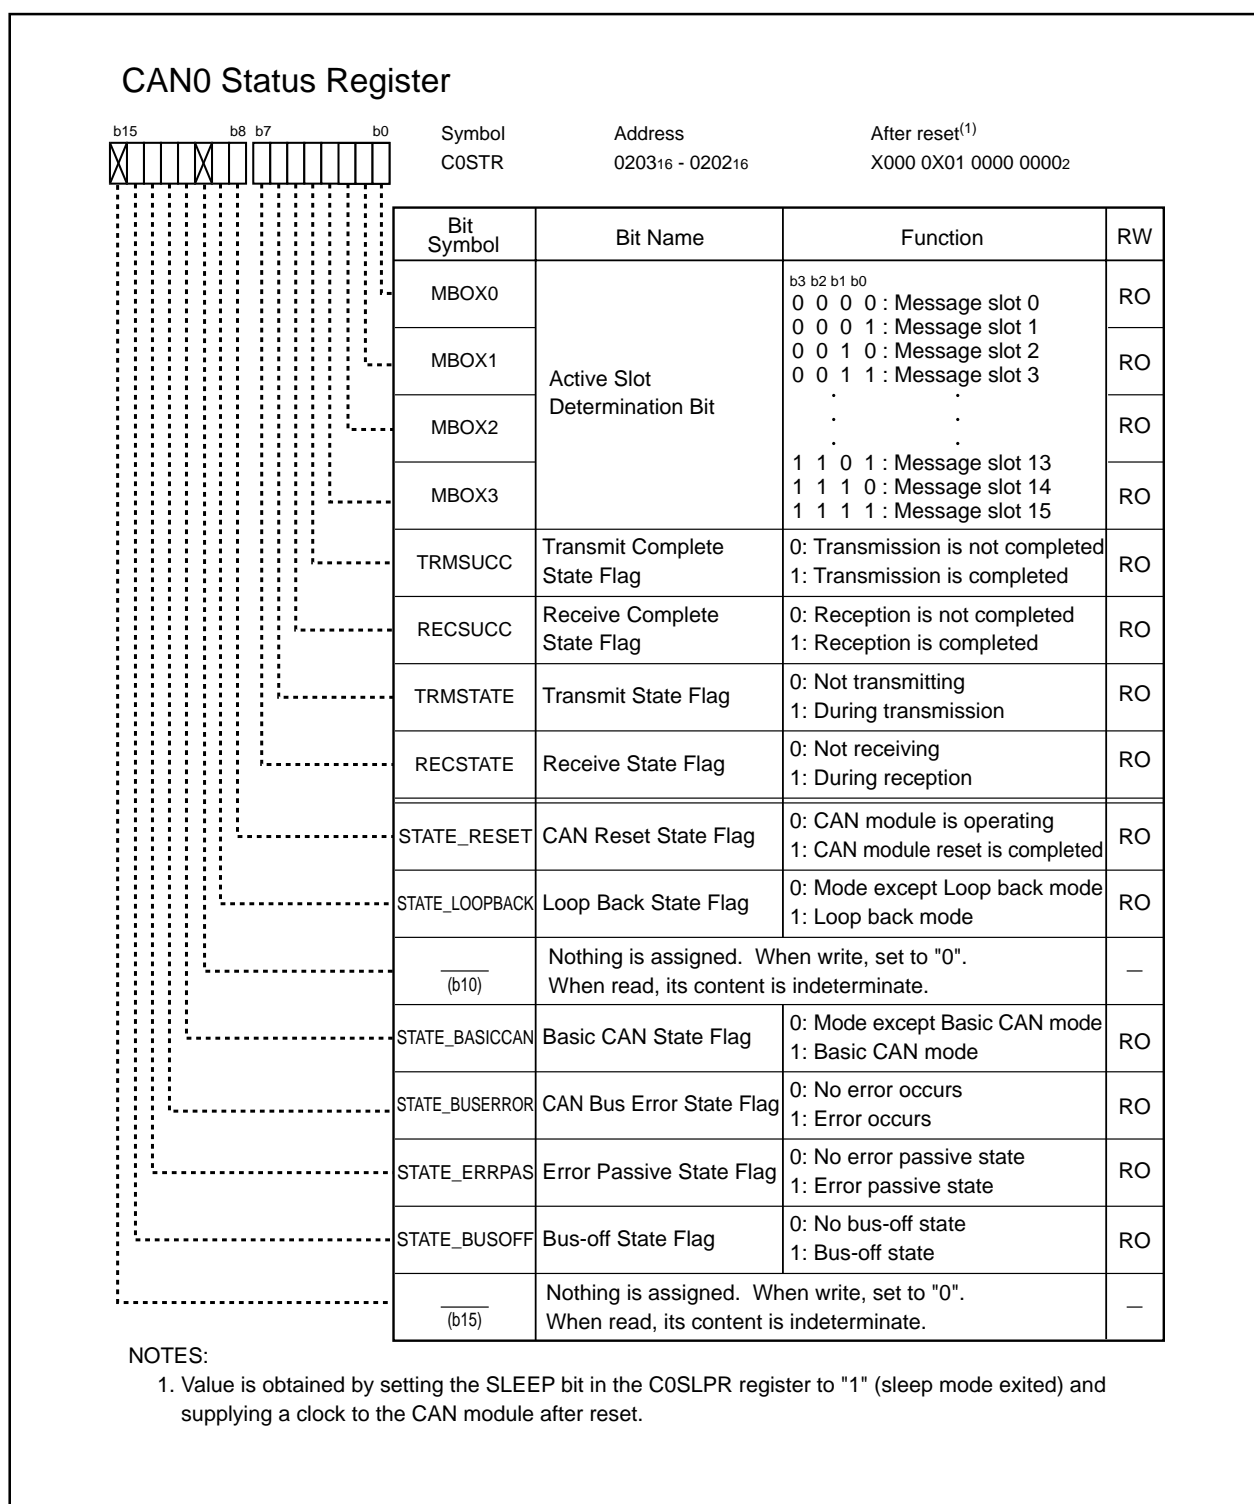 CAN0 Status Register
b15 b8 b7 b0
Symbol Address After reset(1)
C0STR 020316 - 020216 X000 0X01 0000 00002
Bit Symbol Bit Name Function RW
MBOX0 RO
MBOX1 RO
MBOX2 RO
MBOX3 RO
Active Slot
Determination Bit
b3 b2 b1 b0
0 0 0 0 : Message slot 0
0 0 0 1 : Message slot 1
0 0 1 0 : Message slot 2
0 0 1 1 : Message slot 3
. .
. .
. .
1 1 0 1 : Message slot 13
1 1 1 0 : Message slot 14
1 1 1 1 : Message slot 15
TRMSUCC Transmit Complete State Flag 0: Transmission is not completed
1: Transmission is completed RO
RECSUCC Receive Complete State Flag 0: Reception is not completed
1: Reception is completed RO
TRMSTATE Transmit State Flag 0: Not transmitting
1: During transmission RO
RECSTATE Receive State Flag 0: Not receiving
1: During reception RO
STATE_RESET CAN Reset State Flag 0: CAN module is operating
1: CAN module reset is completed RO
STATE_LOOPBACK Loop Back State Flag 0: Mode except Loop back mode
1: Loop back mode RO
— (b10) Nothing is assigned. When write, set to "0".
When read, its content is indeterminate. —
STATE_BASICCAN Basic CAN State Flag 0: Mode except Basic CAN mode
1: Basic CAN mode RO
STATE_BUSERROR CAN Bus Error State Flag 0: No error occurs
1: Error occurs RO
STATE_ERRPAS Error Passive State Flag 0: No error passive state
1: Error passive state RO
STATE_BUSOFF Bus-off State Flag 0: No bus-off state
1: Bus-off state RO
— (b15) Nothing is assigned. When write, set to "0".
When read, its content is indeterminate. —
NOTES:
1. Value is obtained by setting the SLEEP bit in the C0SLPR register to "1" (sleep mode exited) and
supplying a clock to the CAN module after reset.